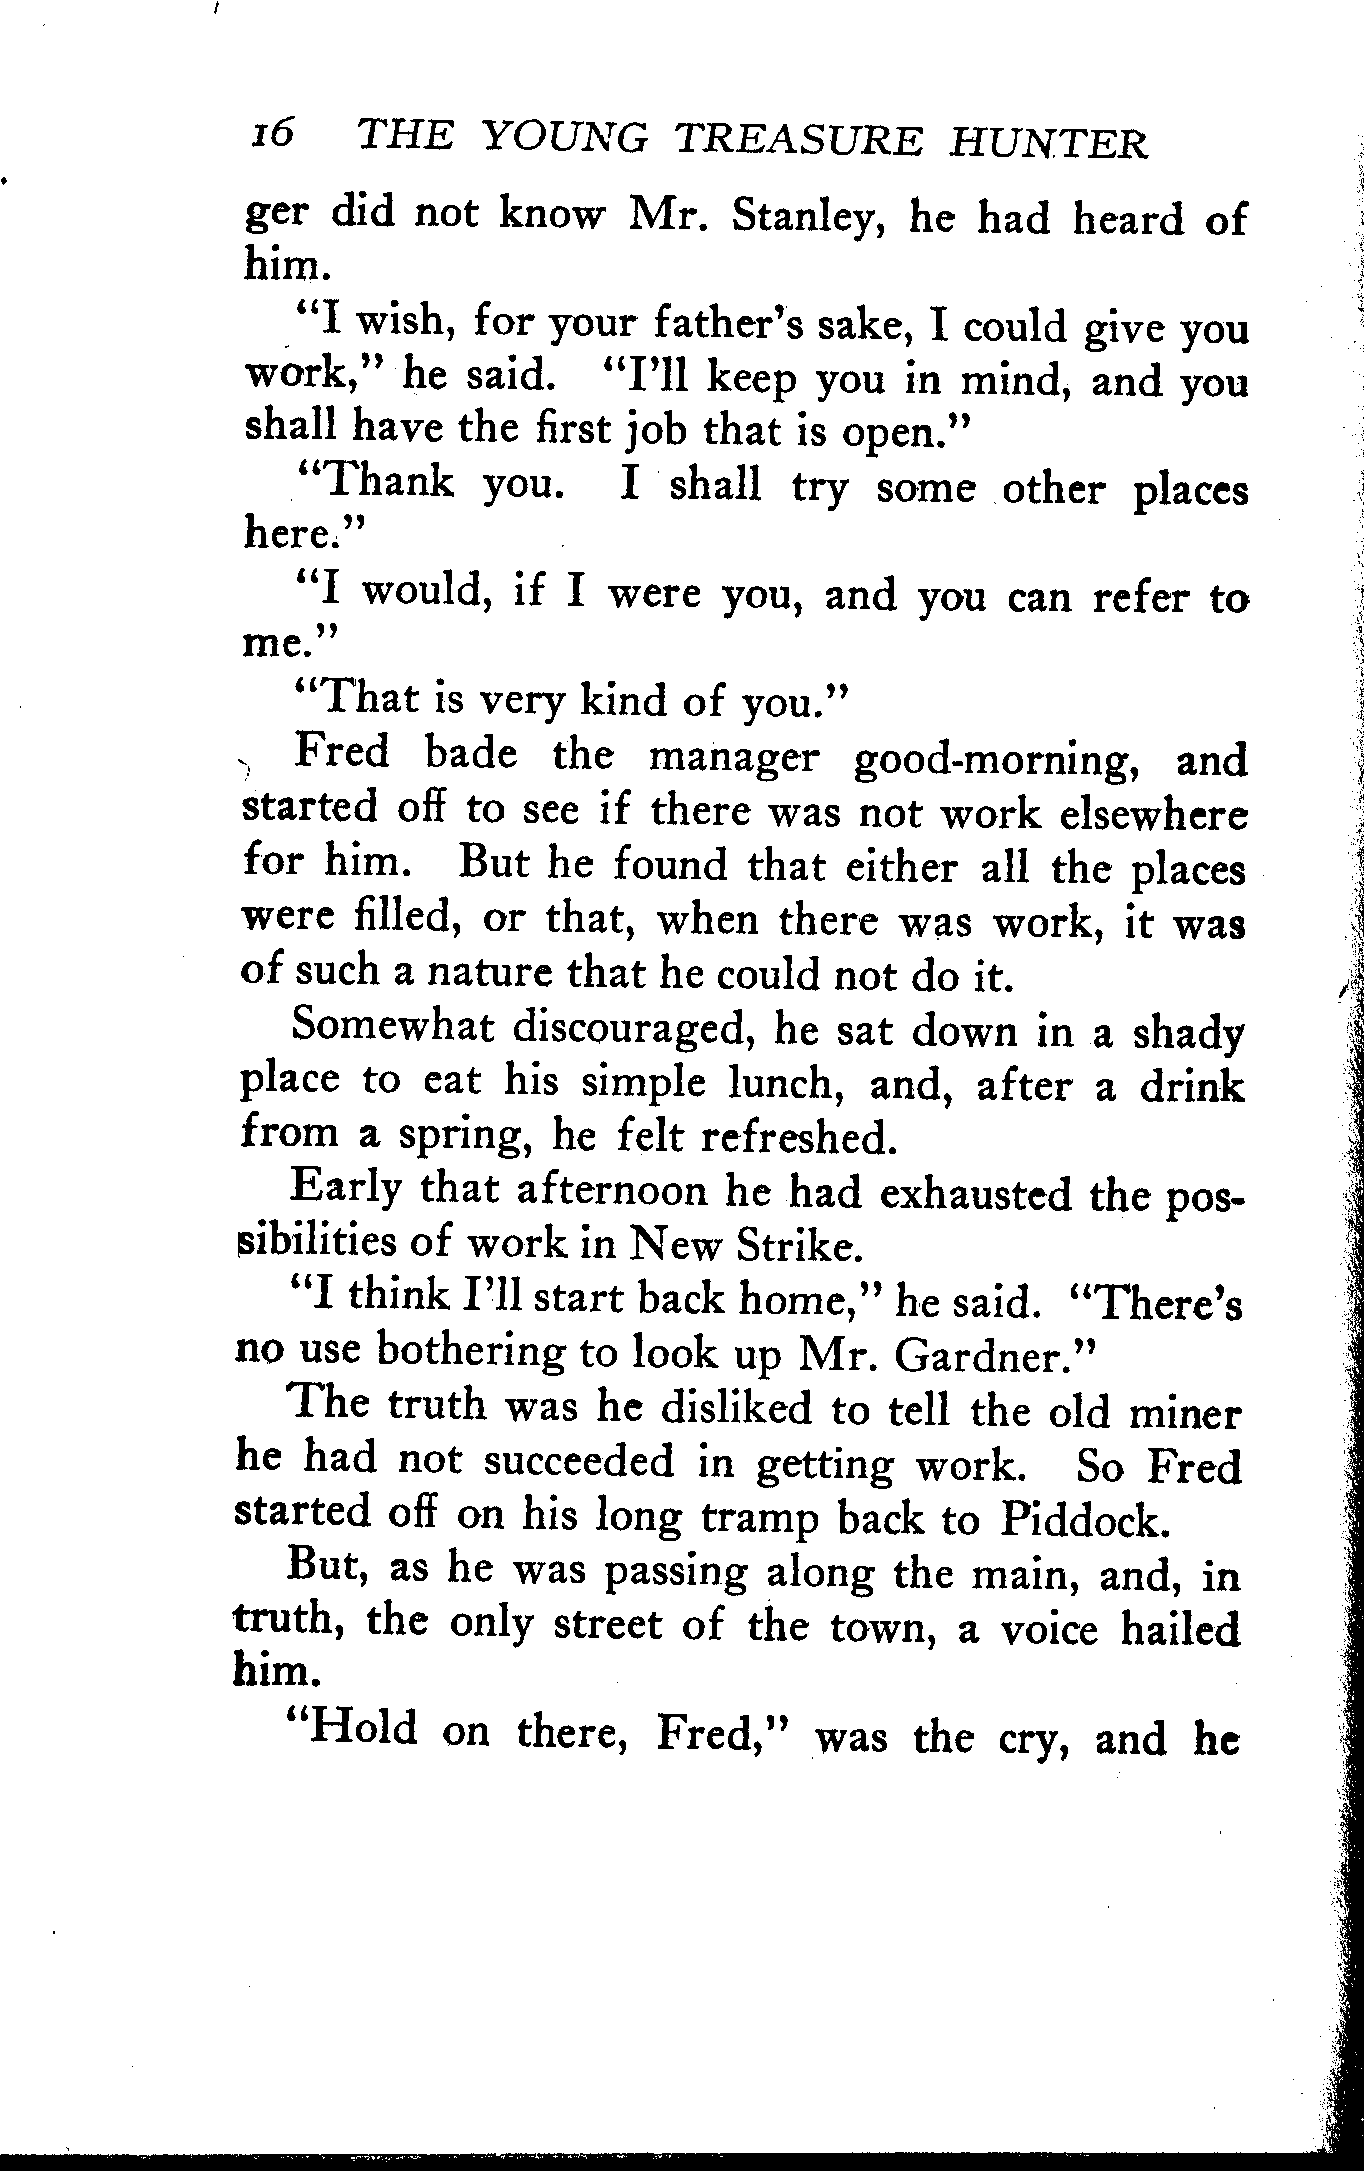 16 THE YOUNG TREASURE HUNTER
ger did not know Mr. Stanley, he had heard of
him.
“I wish, for your father’s sake, I could give you
work,” he said. “I’ll keep you in mind, and you
shall have the first job that is open.”
“Thank you. I shall try some other places
here.”
“I would, if I were you, and you can refer to
me.”
“That is very kind of you.”
Fred bade the manager good-morning, and
started off to see if there was not work elsewhere
for him. But he found that either all the places
were filled, or that, when there was work, it was
of such a nature that he could not do it.
Somewhat discouraged, he sat down in a shady
place to eat his simple lunch, and, after a drink
from a spring, he felt refreshed.
Early that afternoon he had exhausted the pos-
sibilities of work in New Strike.
“I think I’ll start back home,” he said. “There’s
no use bothering to look up Mr. Gardner.”
The truth was he disliked to tell the old miner
he had not succeeded in getting work. So Fred
started off on his long tramp back to Piddock.
But, as he was passing along the main, and, in
truth, the only street of the town, a voice hailed
him.
“Hold on there, Fred,” was the cry, and he